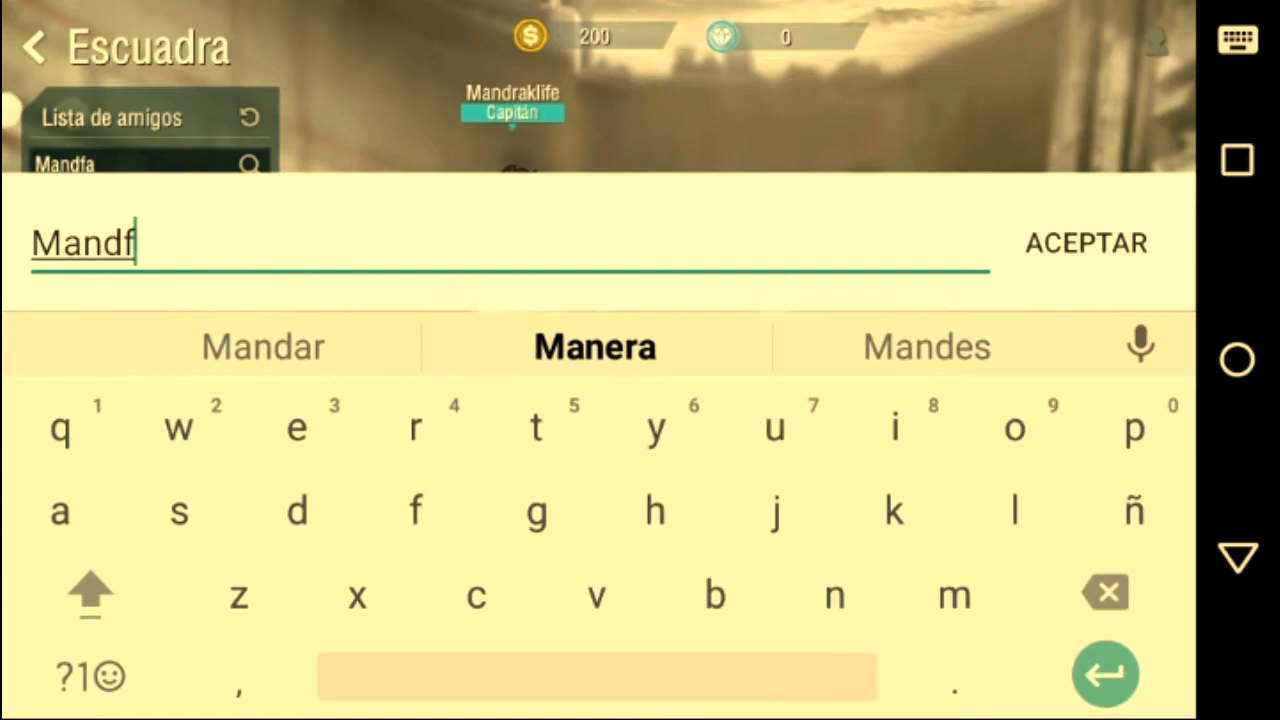 Escuadra
200
0
Mandraklife
Capitán
Lista de amigos
Mandfa
Mandf
ACEPTAR
Mandar Manera Mandes
1 2 3 4 5 6 7 8 9 0
q w e r t y u i o p
a s d f g h j k l ñ
z x c v b n m
?1☺ , .